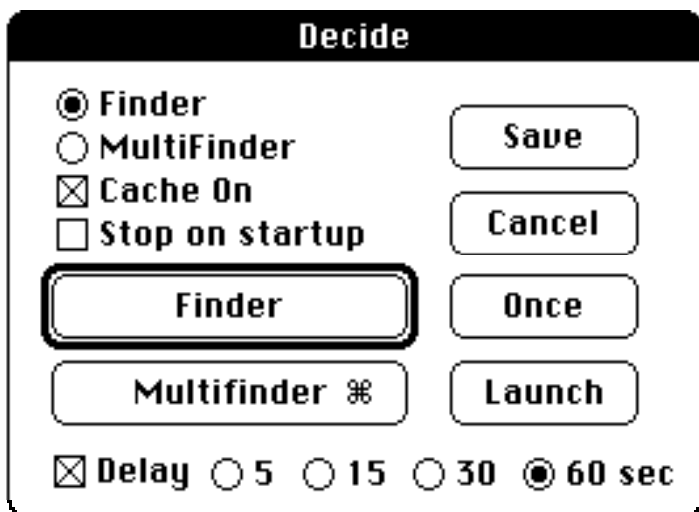 Decide
Finder
MultiFinder
Cache On
Stop on startup
Save
Cancel
Finder
Once
Multifinder ⌘
Launch
Delay 5 15 30 60 sec